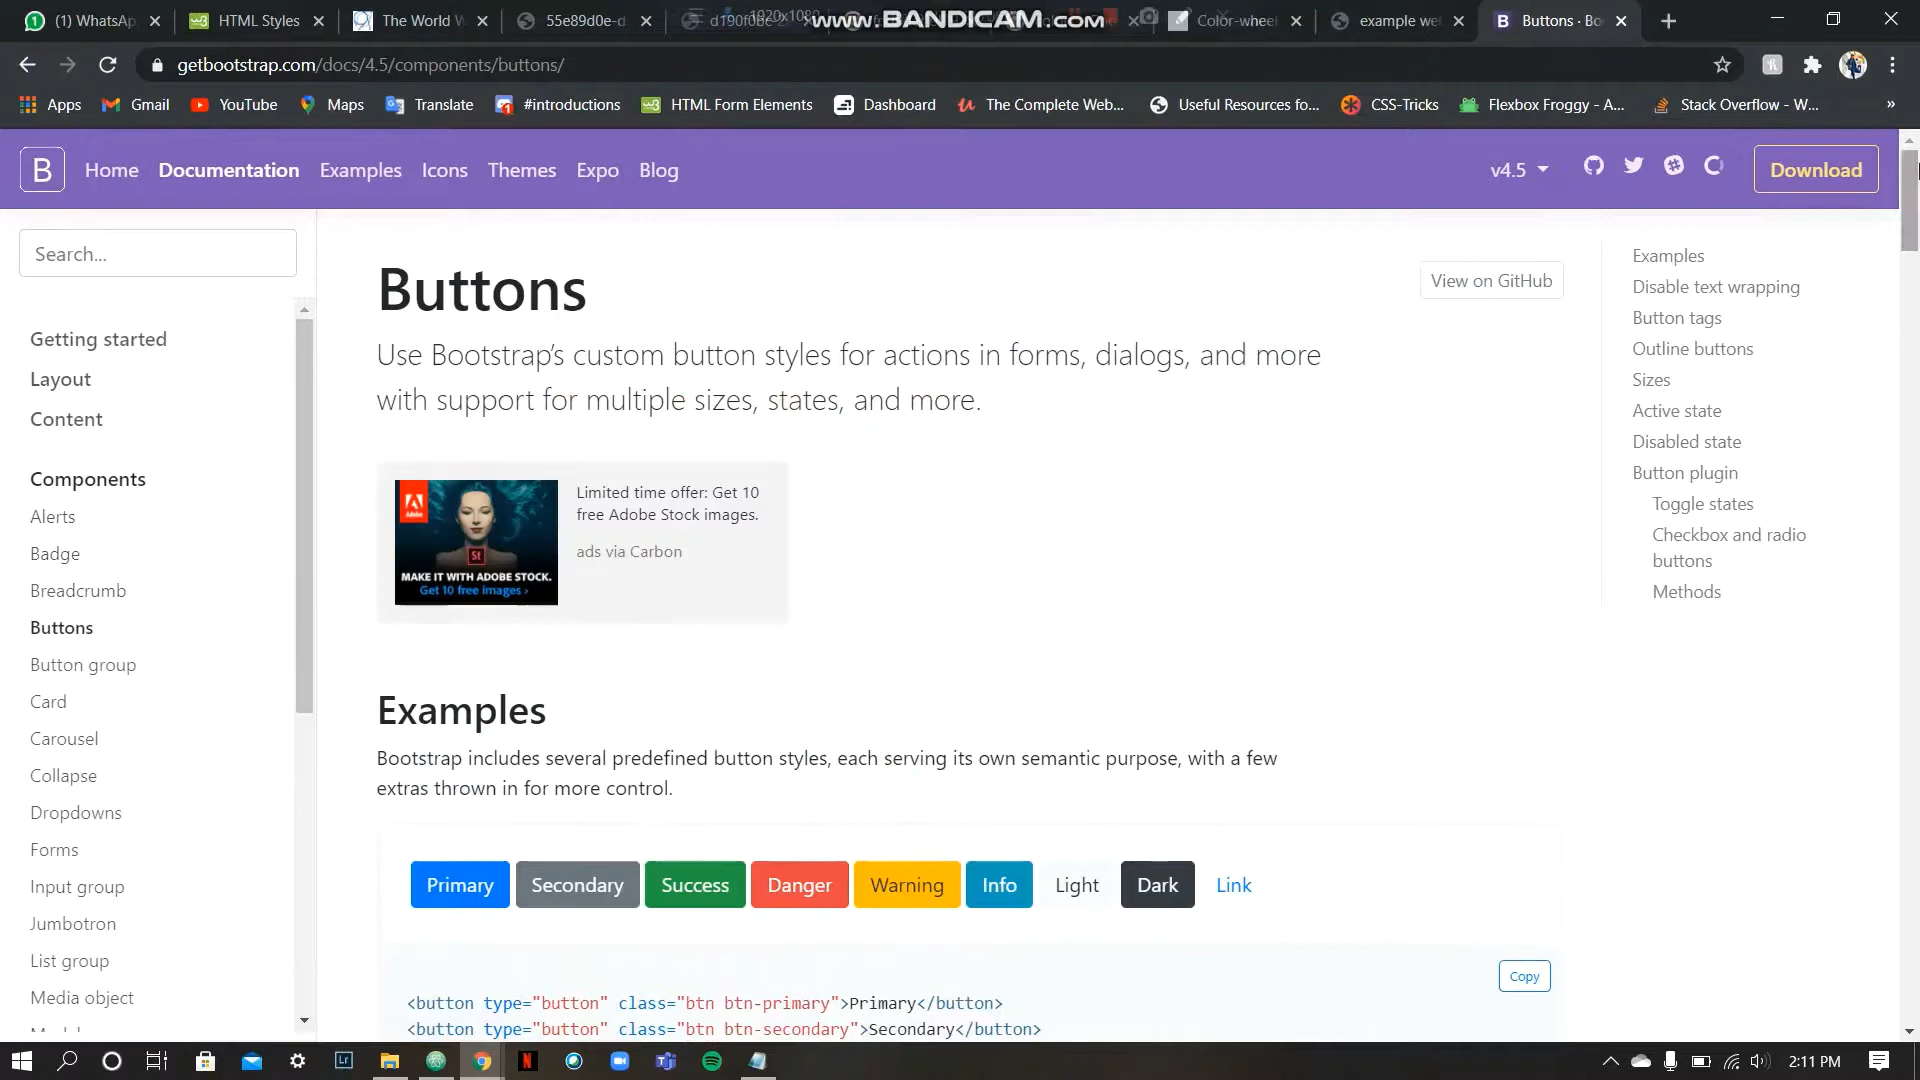 (1) WhatsAp
HTML Styles
The World W
55e89d0e-d
1920x1080
www.BANDICAM.com
Color-wheel
example we
Buttons · Bo
getbootstrap.com/docs/4.5/components/buttons/
Apps
Gmail
YouTube
Maps
Translate
#introductions
HTML Form Elements
Dashboard
The Complete Web...
Useful Resources fo...
CSS-Tricks
Flexbox Froggy - A...
Stack Overflow - W...
»
B
Home
Documentation
Examples
Icons
Themes
Expo
Blog
v4.5
Download
Search...
Getting started
Layout
Content
Components
Alerts
Badge
Breadcrumb
Buttons
Button group
Card
Carousel
Collapse
Dropdowns
Forms
Input group
Jumbotron
List group
Media object
Buttons
View on GitHub
Use Bootstrap’s custom button styles for actions in forms, dialogs, and more
with support for multiple sizes, states, and more.
Adobe
St
MAKE IT WITH ADOBE STOCK.
Get 10 free images ›
Limited time offer: Get 10
free Adobe Stock images.
ads via Carbon
Examples
Bootstrap includes several predefined button styles, each serving its own semantic purpose, with a few
extras thrown in for more control.
Primary
Secondary
Success
Danger
Warning
Info
Light
Dark
Link
Copy
<button type="button" class="btn btn-primary">Primary</button>
<button type="button" class="btn btn-secondary">Secondary</button>
Examples
Disable text wrapping
Button tags
Outline buttons
Sizes
Active state
Disabled state
Button plugin
Toggle states
Checkbox and radio
buttons
Methods
2:11 PM